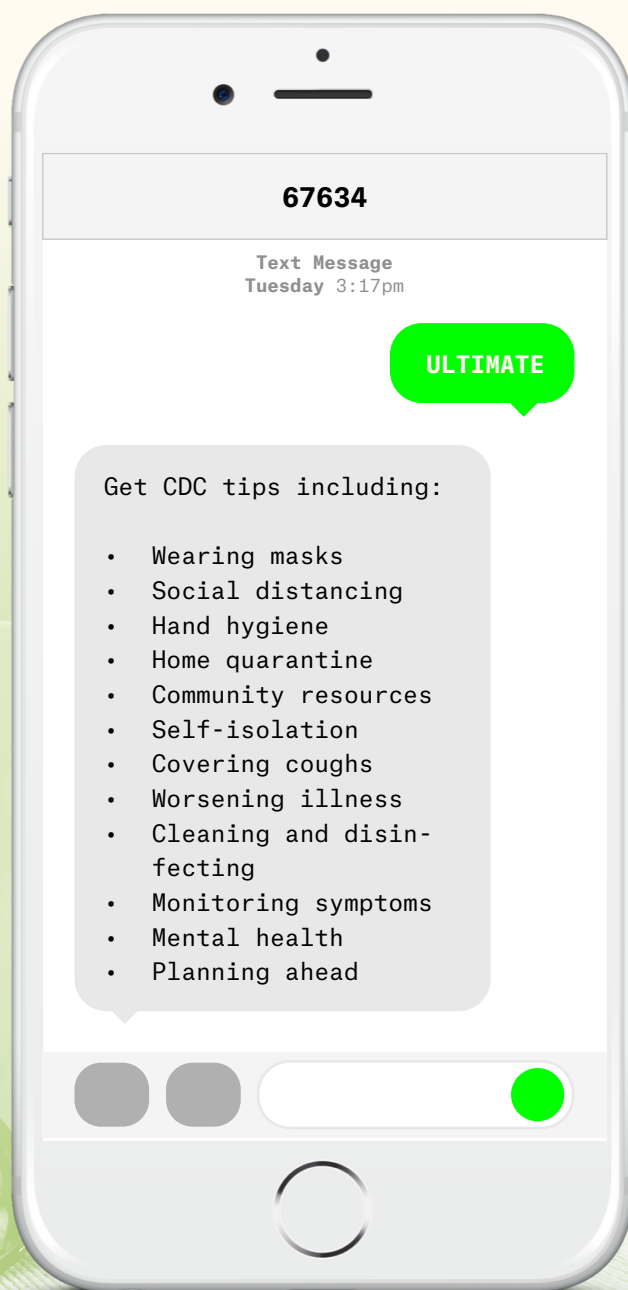 67634
Text Message
Tuesday 3:17pm
ULTIMATE
Get CDC tips including:
• Wearing masks
• Social distancing
• Hand hygiene
• Home quarantine
• Community resources
• Self-isolation
• Covering coughs
• Worsening illness
• Cleaning and disin-
fecting
• Monitoring symptoms
• Mental health
• Planning ahead